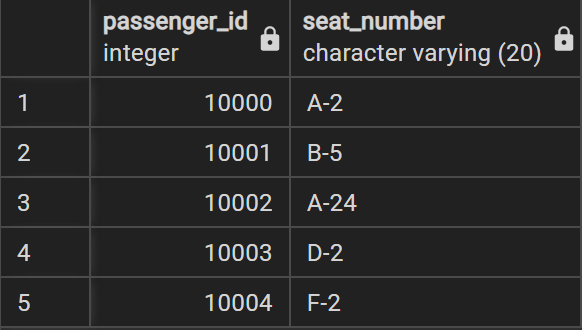 passenger_id seat_number
integer character varying (20)
1 10000 A-2
2 10001 B-5
3 10002 A-24
4 10003 D-2
5 10004 F-2